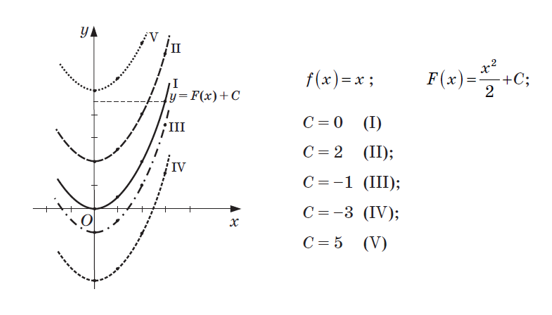 y
V
II
I
y = F(x) + C
III
IV
O
x
f(x) = x ; F(x) = x²/2 + C;
C = 0 (I)
C = 2 (II);
C = −1 (III);
C = −3 (IV);
C = 5 (V)